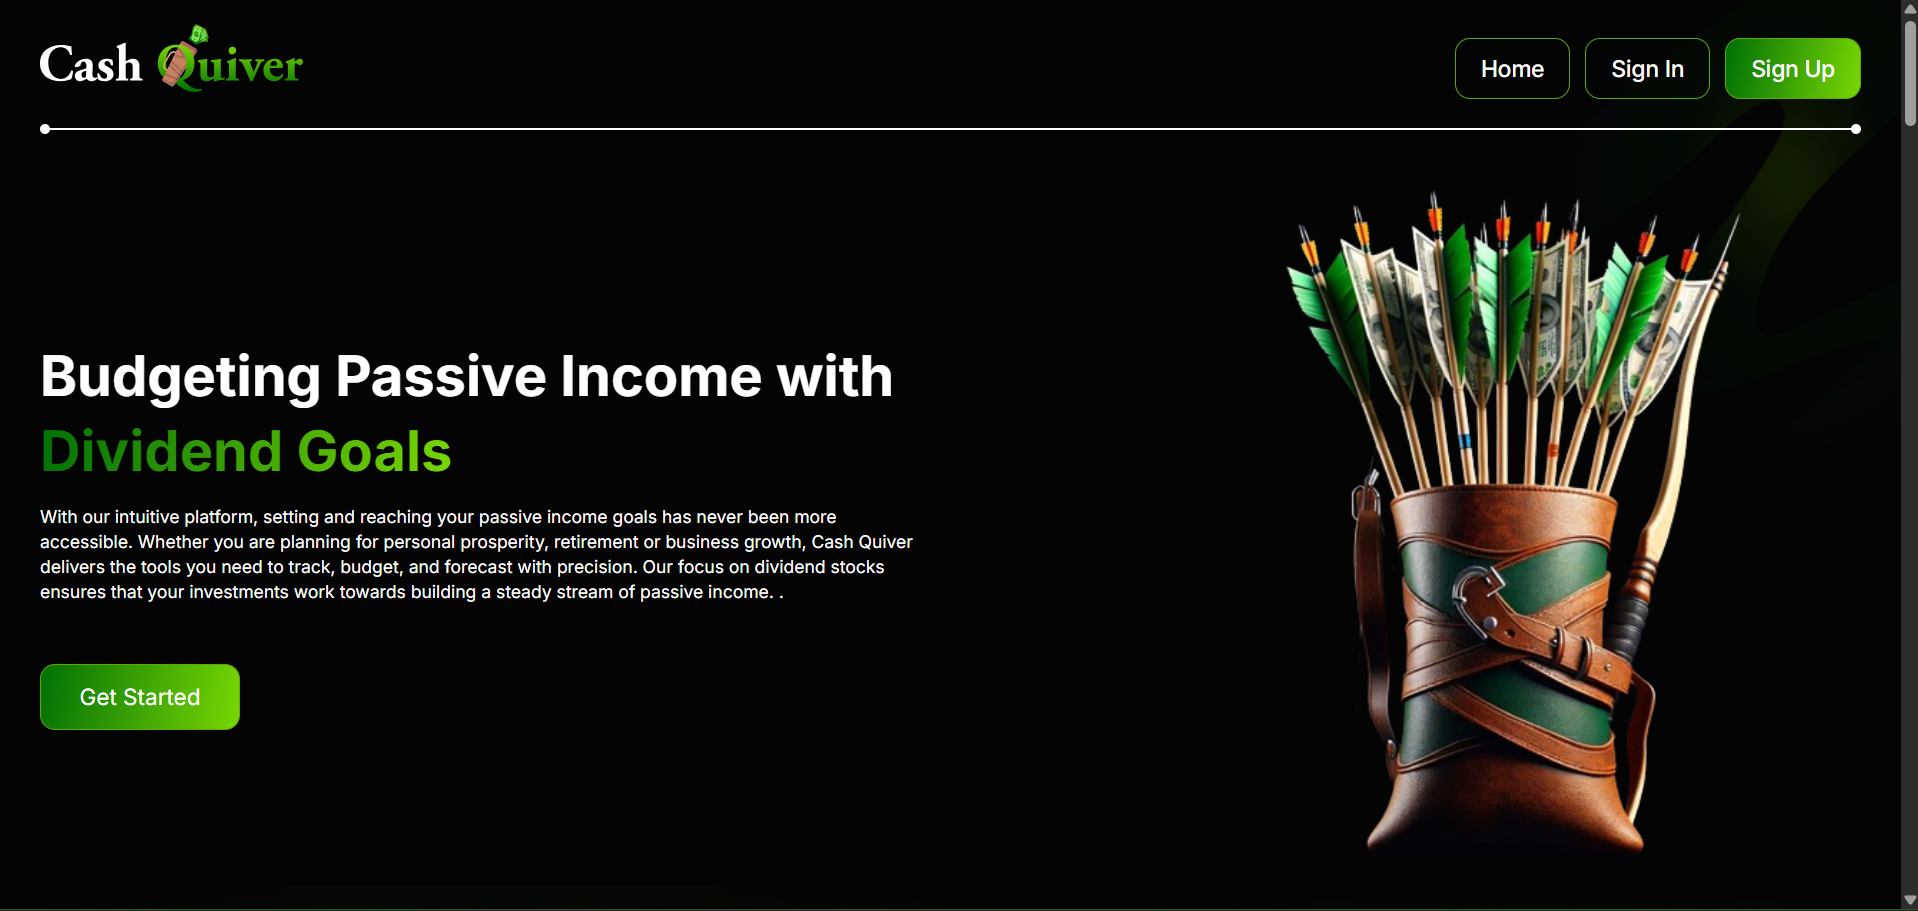 Cash Quiver
Home
Sign In
Sign Up
Budgeting Passive Income with
Dividend Goals
With our intuitive platform, setting and reaching your passive income goals has never been more
accessible. Whether you are planning for personal prosperity, retirement or business growth, Cash Quiver
delivers the tools you need to track, budget, and forecast with precision. Our focus on dividend stocks
ensures that your investments work towards building a steady stream of passive income. .
Get Started